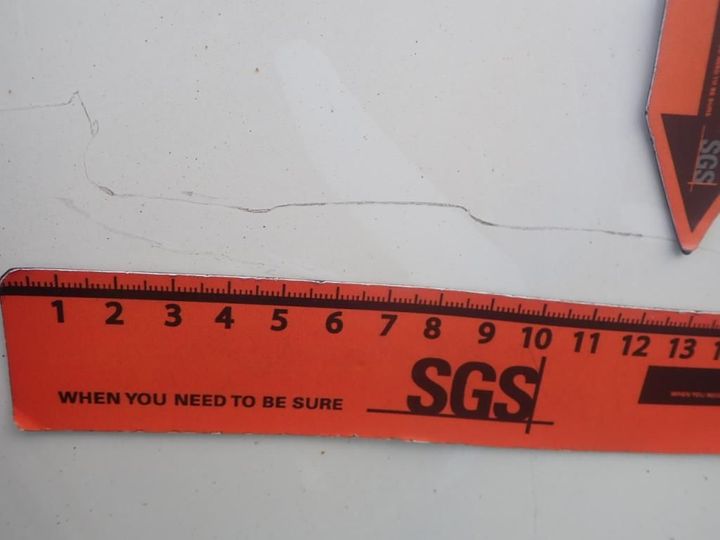 SGS
1 2 3 4 5 6 7 8 9 10 11 12 13
SGS
WHEN YOU NEED TO BE SURE